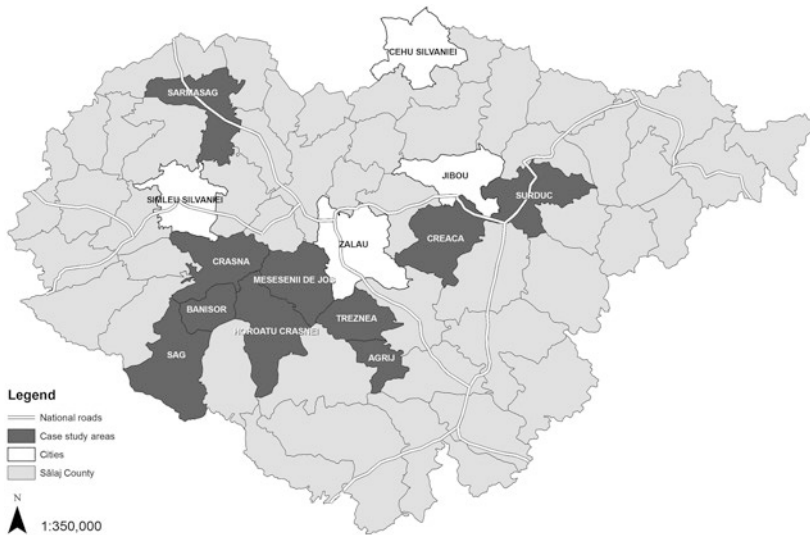 CEHU SILVANIEI
SARMASAG
JIBOU
SIMLEU SILVANIEI
SURDUC
CREACA
ZALAU
CRASNA
MESESENII DE JOS
BANISOR
TREZNEA
HOROATU CRASNEI
SAG
AGRIJ
Legend
National roads
Case study areas
Cities
Sălaj County
N
1:350,000